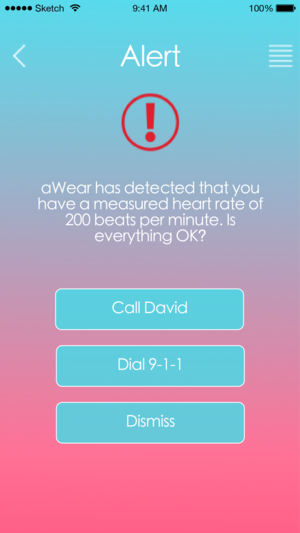 Sketch 9:41 AM 100%
Alert
!
aWear has detected that you
have a measured heart rate of
200 beats per minute. Is
everything OK?
Call David
Dial 9-1-1
Dismiss